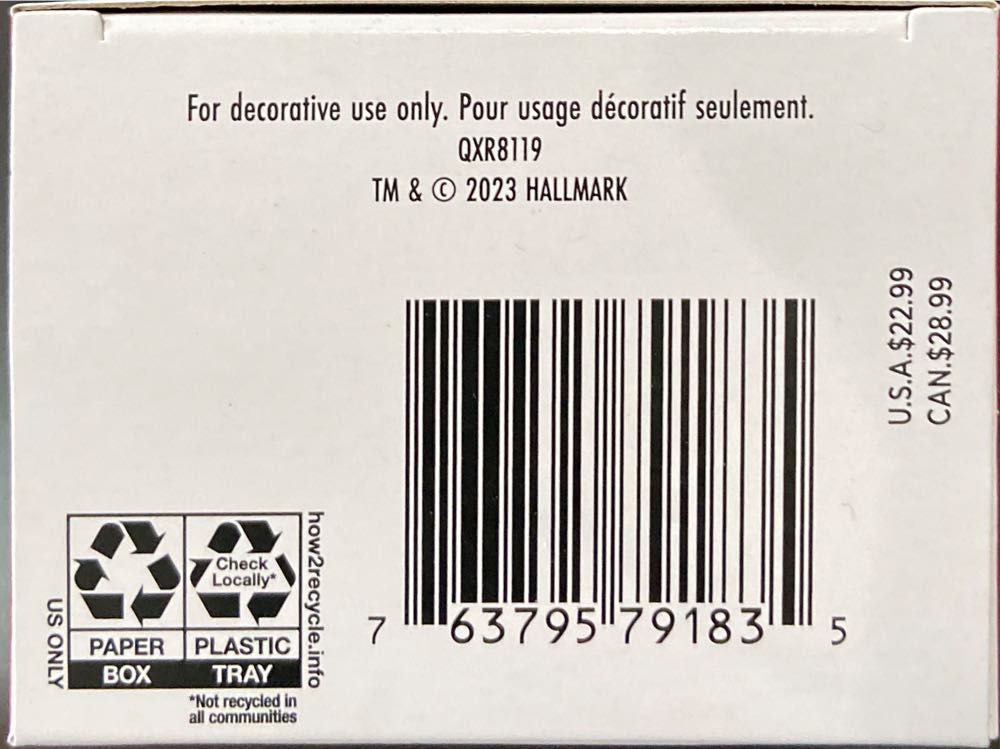 For decorative use only. Pour usage décoratif seulement.
QXR8119
TM & © 2023 HALLMARK
U.S.A.$22.99
CAN.$28.99
7 63795 79183 5
how2recycle.info
Check
Locally*
US ONLY
PAPER PLASTIC
BOX TRAY
*Not recycled in
all communities